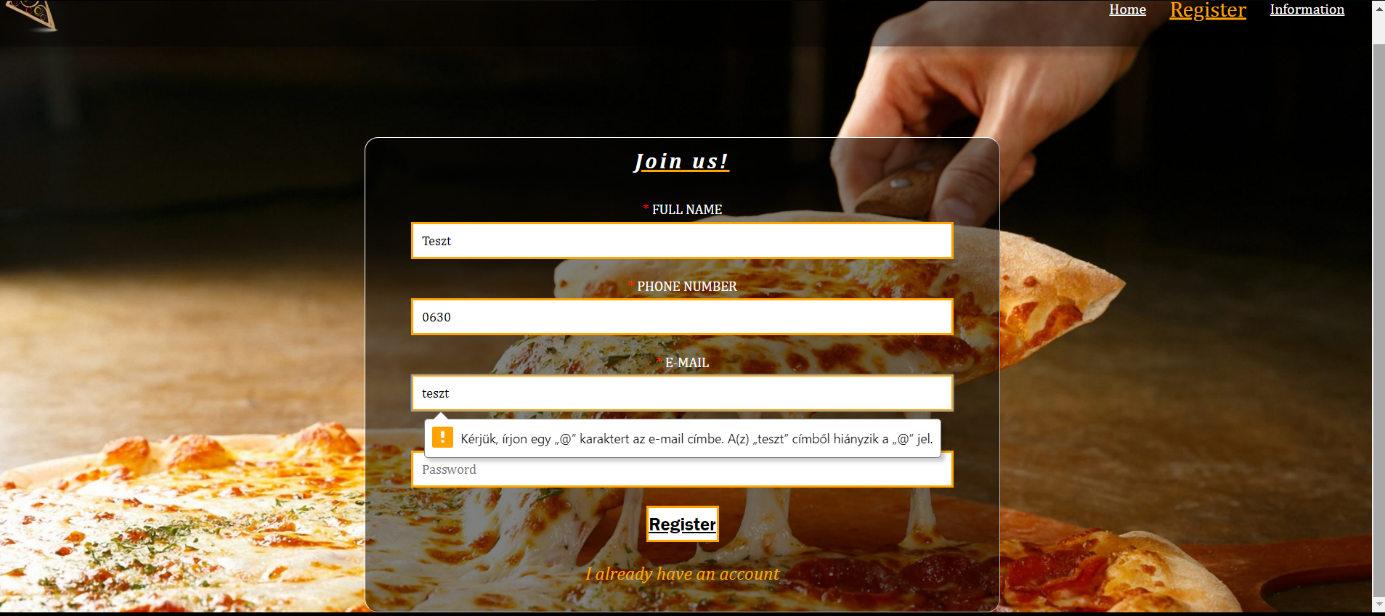 Home Register Information
Join us!
* FULL NAME
Teszt
* PHONE NUMBER
0630
* E-MAIL
teszt
Kérjük, írjon egy „@” karaktert az e-mail címbe. A(z) „teszt” címből hiányzik a „@” jel.
Password
Register
I already have an account